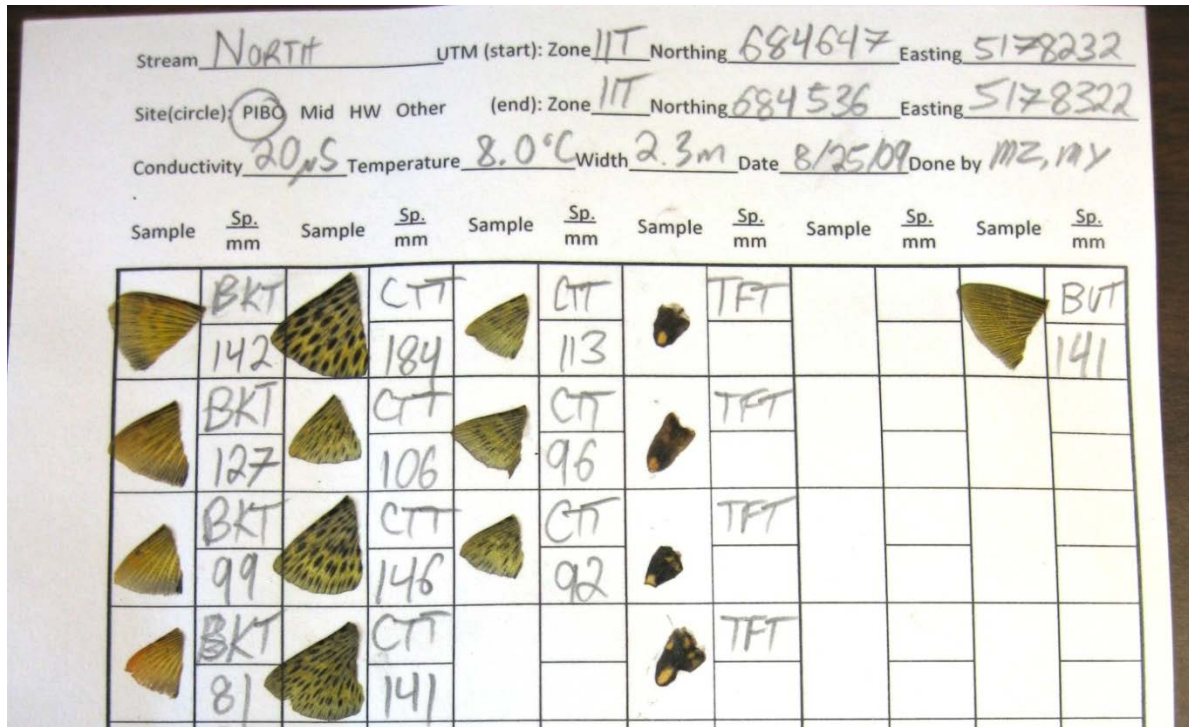 Stream NORTH UTM (start): Zone 11T Northing 684647 Easting 5178232
Site(circle): PIBO Mid HW Other (end): Zone 11T Northing 684536 Easting 5178322
Conductivity 20µS Temperature 8.0°C Width 2.3m Date 8/25/09 Done by MZ, MY
Sample Sp. Sample Sp. Sample Sp. Sample Sp. Sample Sp. Sample Sp.
mm mm mm mm mm mm
BKT CTT CTT TFT BUT
142 184 113 141
BKT CTT CTT TFT
127 106 96
BKT CTT CTT TFT
99 146 92
BKT CTT TFT
81 141